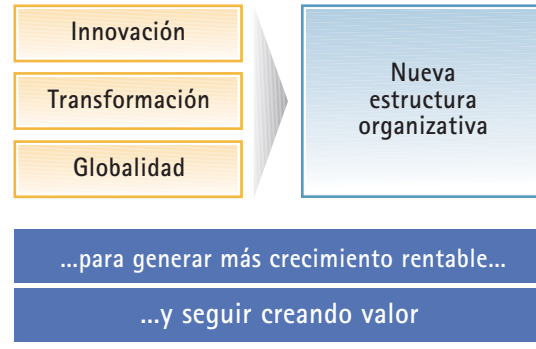 Innovación
Transformación
Globalidad
Nueva
estructura
organizativa
...para generar más crecimiento rentable...
...y seguir creando valor